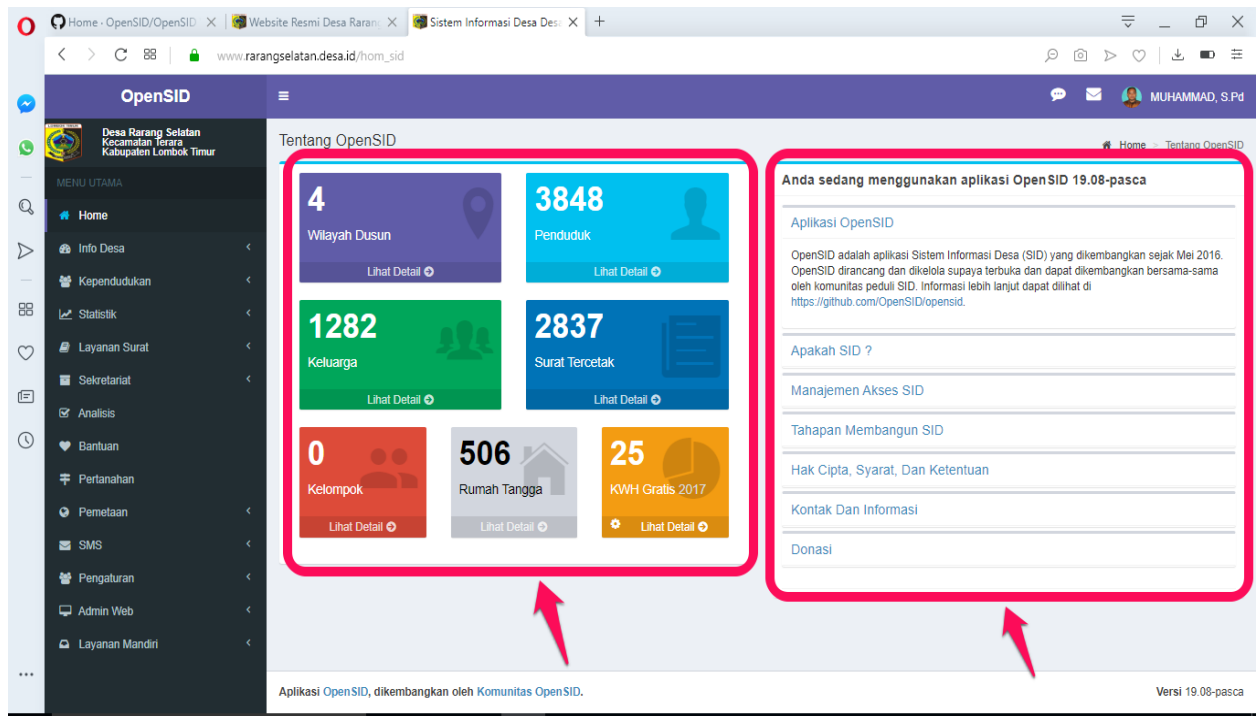 Home - OpenSID/OpenSID
Website Resmi Desa Rarang
Sistem Informasi Desa Desa
www.rarangselatan.desa.id/hom_sid
OpenSID
MUHAMMAD, S.Pd
Desa Rarang Selatan
Kecamatan Terara
Kabupaten Lombok Timur
MENU UTAMA
Home
Info Desa
Kependudukan
Statistik
Layanan Surat
Sekretariat
Analisis
Bantuan
Pertanahan
Pemetaan
SMS
Pengaturan
Admin Web
Layanan Mandiri
Tentang OpenSID
Home > Tentang OpenSID
4
Wilayah Dusun
Lihat Detail
3848
Penduduk
Lihat Detail
1282
Keluarga
Lihat Detail
2837
Surat Tercetak
Lihat Detail
0
Kelompok
Lihat Detail
506
Rumah Tangga
Lihat Detail
25
KWH Gratis 2017
Lihat Detail
Anda sedang menggunakan aplikasi OpenSID 19.08-pasca
Aplikasi OpenSID
OpenSID adalah aplikasi Sistem Informasi Desa (SID) yang dikembangkan sejak Mei 2016.
OpenSID dirancang dan dikelola supaya terbuka dan dapat dikembangkan bersama-sama
oleh komunitas peduli SID. Informasi lebih lanjut dapat dilihat di
https://github.com/OpenSID/opensid.
Apakah SID ?
Manajemen Akses SID
Tahapan Membangun SID
Hak Cipta, Syarat, Dan Ketentuan
Kontak Dan Informasi
Donasi
Aplikasi OpenSID, dikembangkan oleh Komunitas OpenSID.
Versi 19.08-pasca